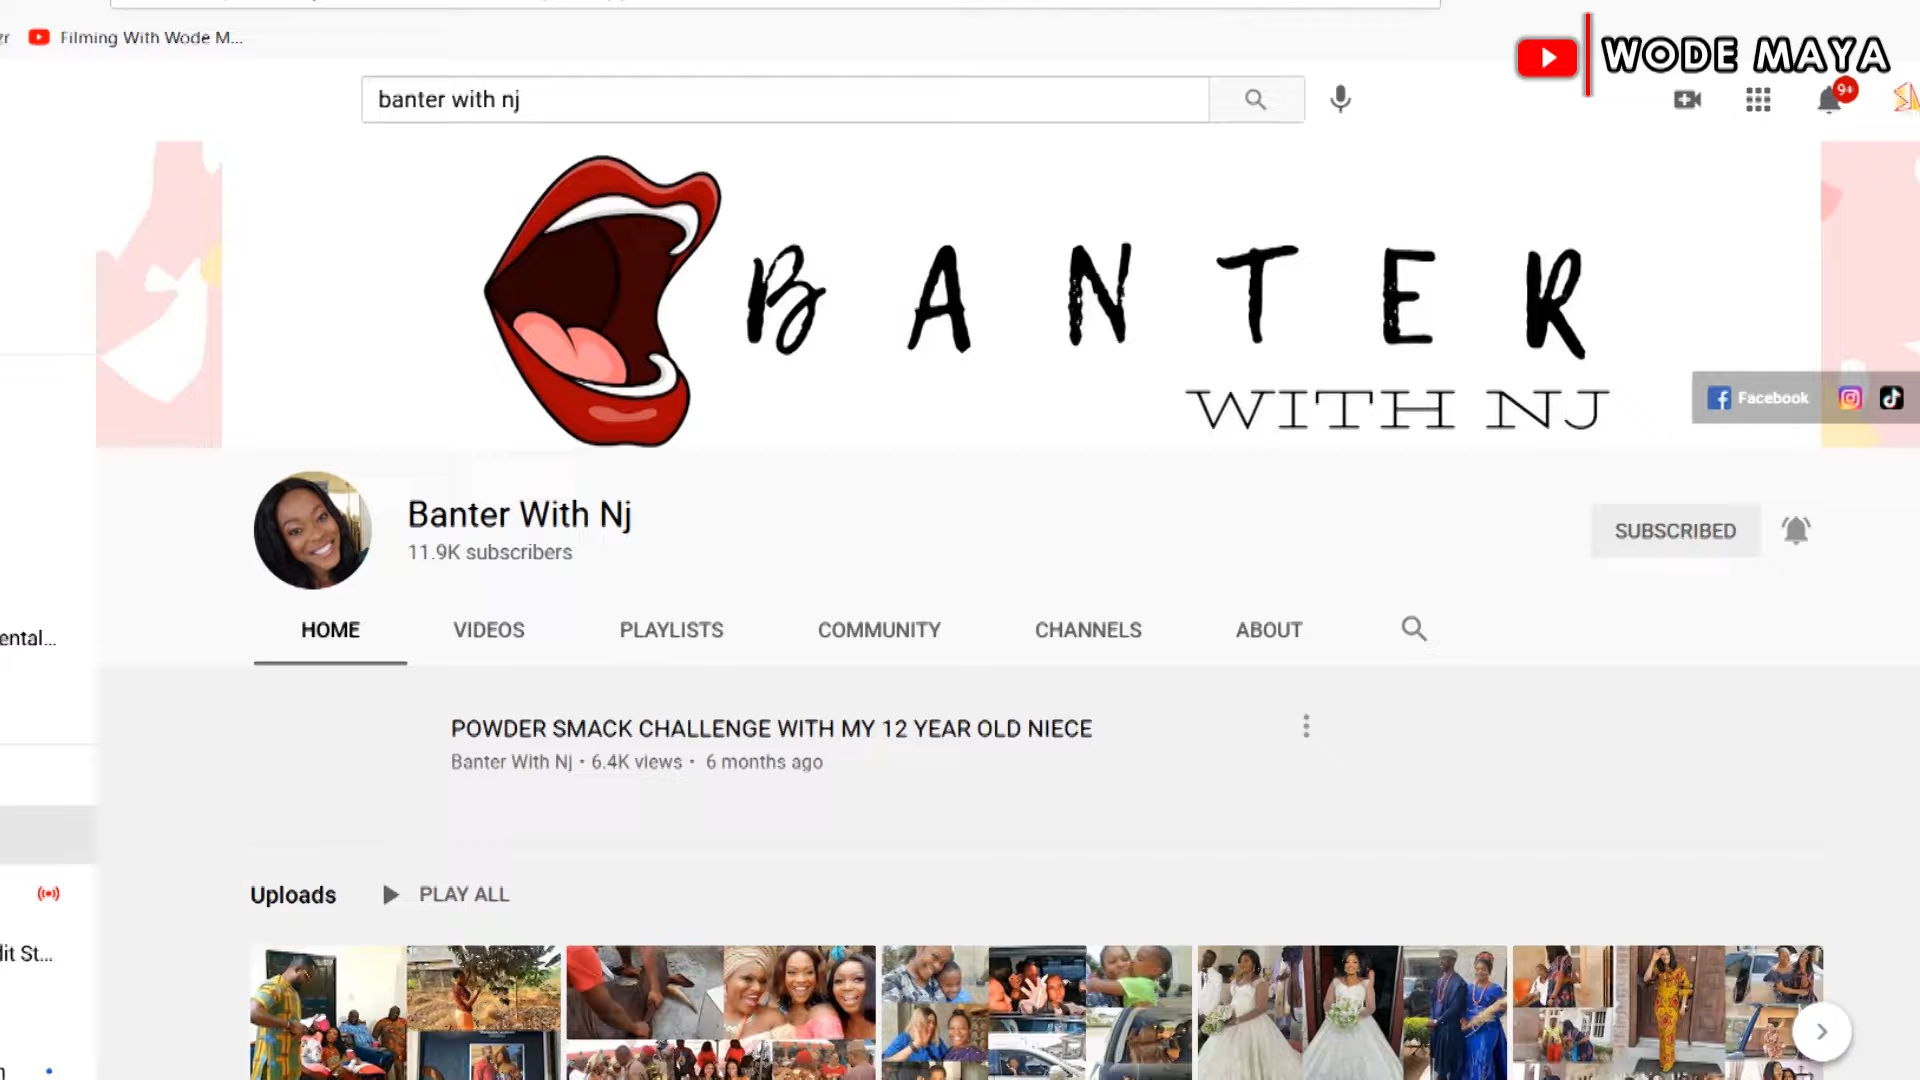 Filming With Wode M...
WODE MAYA
banter with nj
9+
BANTER
WITH NJ
Facebook
Banter With Nj
11.9K subscribers
SUBSCRIBED
HOME
VIDEOS
PLAYLISTS
COMMUNITY
CHANNELS
ABOUT
ental...
POWDER SMACK CHALLENGE WITH MY 12 YEAR OLD NIECE
Banter With Nj • 6.4K views • 6 months ago
Uploads
PLAY ALL
dit St...